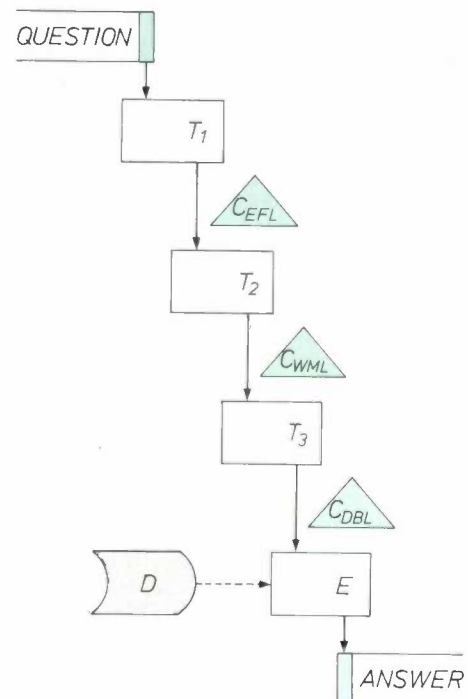 QUESTION
T1
CEFL
T2
CWML
T3
CDBL
D
E
ANSWER